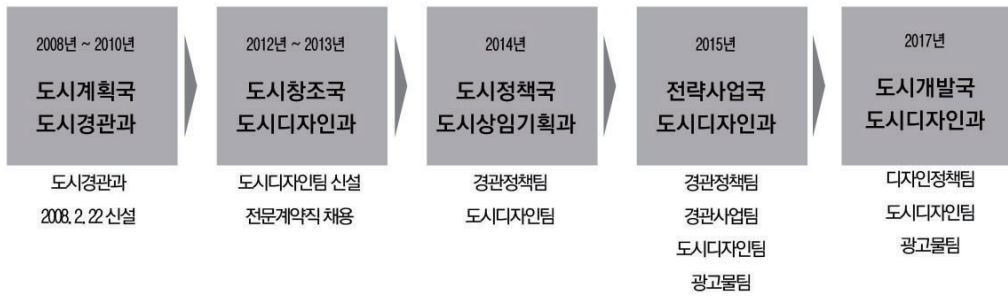 2008년 ~ 2010년
도시계획국
도시경관과
도시경관과
2008. 2. 22 신설
2012년 ~ 2013년
도시창조국
도시디자인과
도시디자인팀 신설
전문계약직 채용
2014년
도시정책국
도시상임기획과
경관정책팀
도시디자인팀
2015년
전략사업국
도시디자인과
경관정책팀
경관사업팀
도시디자인팀
광고물팀
2017년
도시개발국
도시디자인과
디자인정책팀
도시디자인팀
광고물팀